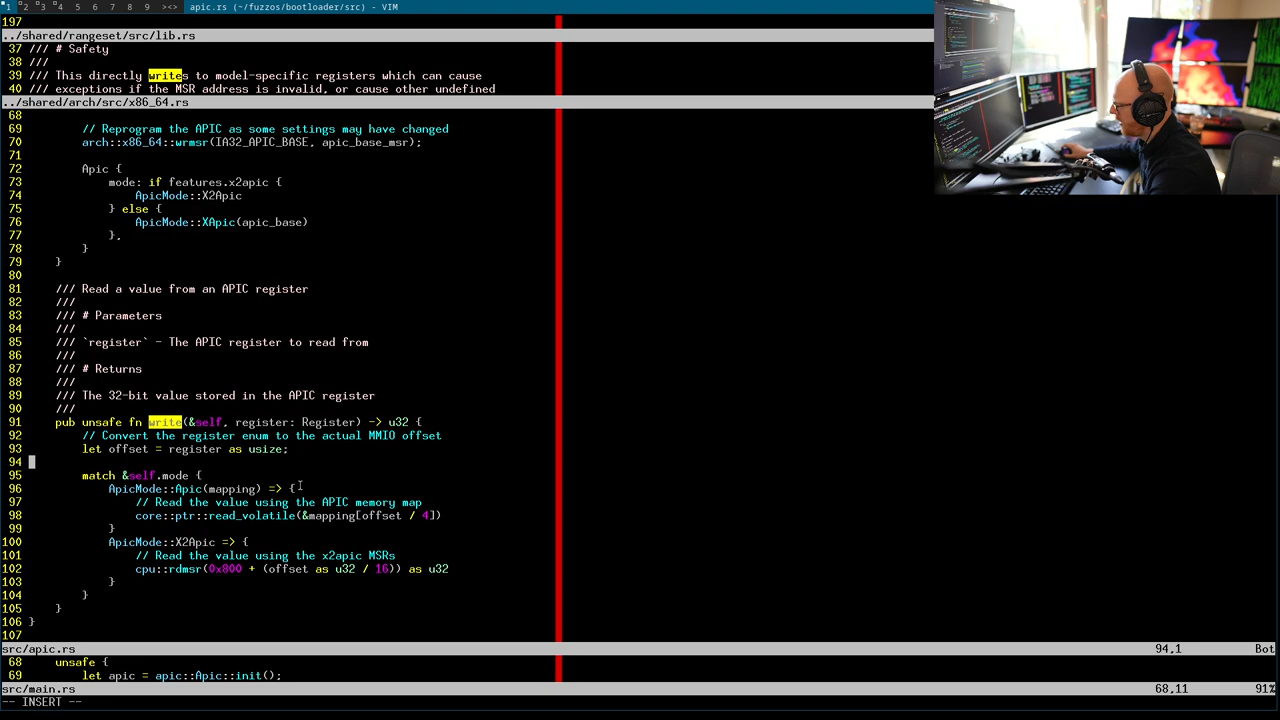 1 2 3 4 5 6 7 8 9 ><> apic.rs (~/fuzzos/bootloader/src) - VIM
197
../shared/rangeset/src/lib.rs
37 /// # Safety
38 ///
39 /// This directly writes to model-specific registers which can cause
40 /// exceptions if the MSR address is invalid, or cause other undefined
../shared/arch/src/x86_64.rs
68
69 // Reprogram the APIC as some settings may have changed
70 arch::x86_64::wrmsr(IA32_APIC_BASE, apic_base_msr);
71
72 Apic {
73 mode: if features.x2apic {
74 ApicMode::X2Apic
75 } else {
76 ApicMode::XApic(apic_base)
77 },
78 }
79 }
80
81 /// Read a value from an APIC register
82 ///
83 /// # Parameters
84 ///
85 /// `register` - The APIC register to read from
86 ///
87 /// # Returns
88 ///
89 /// The 32-bit value stored in the APIC register
90 ///
91 pub unsafe fn write(&self, register: Register) -> u32 {
92 // Convert the register enum to the actual MMIO offset
93 let offset = register as usize;
94
95 match &self.mode {
96 ApicMode::Apic(mapping) => {
97 // Read the value using the APIC memory map
98 core::ptr::read_volatile(&mapping[offset / 4])
99 }
100 ApicMode::X2Apic => {
101 // Read the value using the x2apic MSRs
102 cpu::rdmsr(0x800 + (offset as u32 / 16)) as u32
103 }
104 }
105 }
106 }
107
src/apic.rs 94,1 Bot
68 unsafe {
69 let apic = apic::Apic::init();
src/main.rs 68,11 91%
-- INSERT --